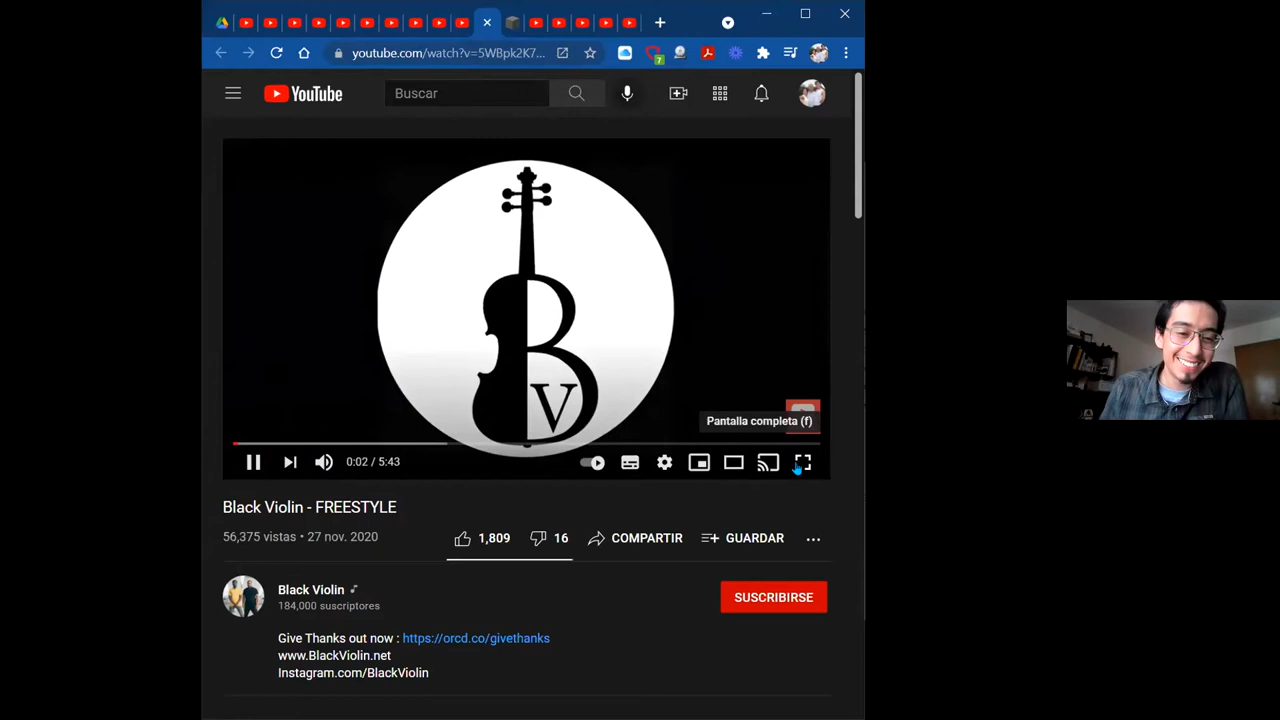 7
youtube.com/watch?v=5WBpk2K7...
YouTube
Buscar
BV
Pantalla completa (f)
0:02 / 5:43
Black Violin - FREESTYLE
56,375 vistas • 27 nov. 2020
1,809
16
COMPARTIR
GUARDAR
Black Violin
184,000 suscriptores
SUSCRIBIRSE
Give Thanks out now : https://orcd.co/givethanks
www.BlackViolin.net
Instagram.com/BlackViolin